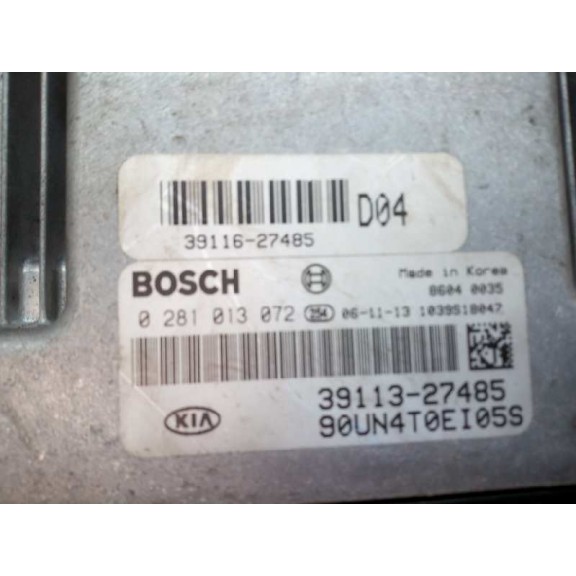 D04
39116-27485
BOSCH
Made in Korea
8604 0035
0 281 013 072 254 06-11-13 1039S18047
39113-27485
KIA
90UN4T0EI05S